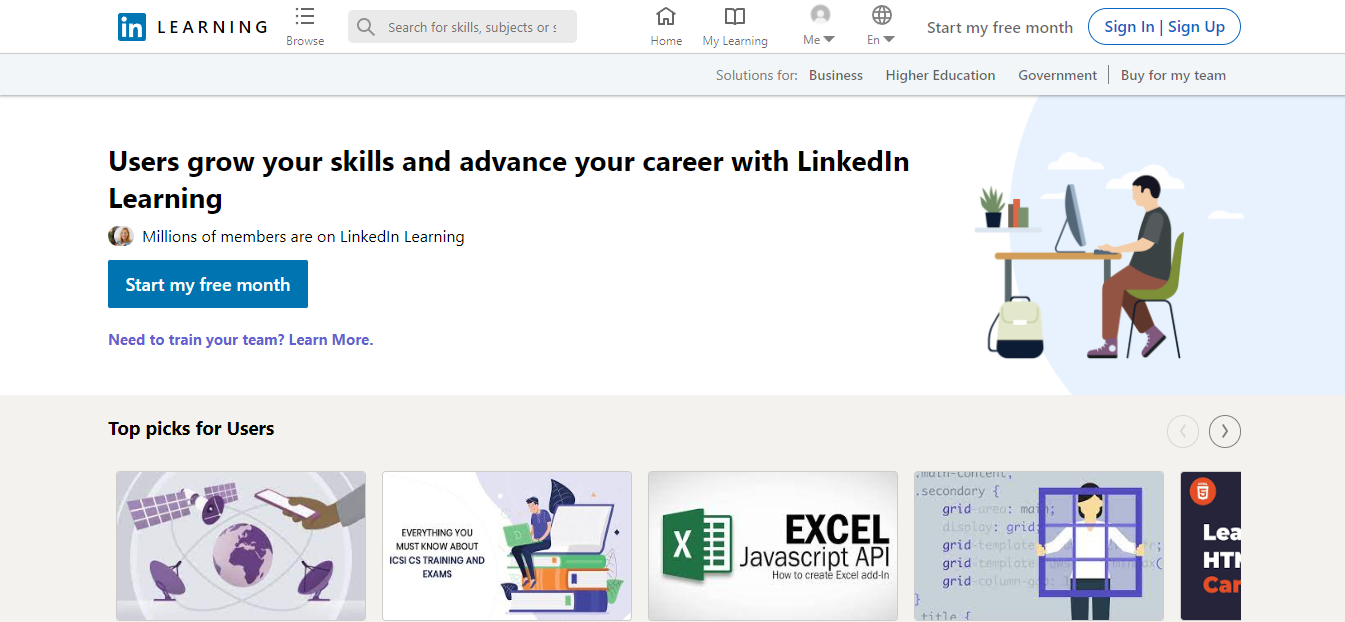 in LEARNING
Browse
Search for skills, subjects or s
Home
My Learning
Me
En
Start my free month
Sign In | Sign Up
Solutions for: Business Higher Education Government Buy for my team
Users grow your skills and advance your career with LinkedIn
Learning
Millions of members are on LinkedIn Learning
Start my free month
Need to train your team? Learn More.
Top picks for Users
EVERYTHING YOU
MUST KNOW ABOUT
ICSI CS TRAINING AND
EXAMS
X
EXCEL
Javascript API
How to create Excel add-In
.main-content,
.secondary {
grid-area: main;
display: grid;
grid-template
grid-template
grid-column-gap:
}
.title {
HTML
5
Lea
HTM
Car